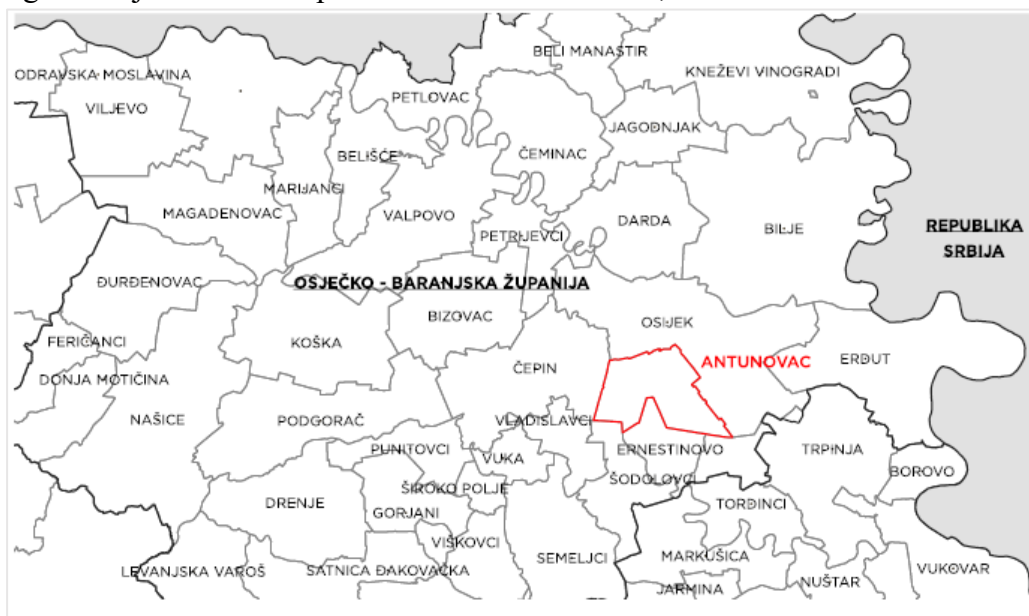 BELI MANASTIR
ODRAVSKA MOSLAVINA
KNEŽEVI VINOGRADI
VILJEVO
PETLOVAC
JAGODNJAK
BELIŠĆE
ČEMINAC
MARIJANCI
MAGADENOVAC
VALPOVO
DARDA
BILJE
REPUBLIKA
SRBIJA
PETRIJEVCI
ĐURĐENOVAC
OSJEČKO - BARANJSKA ŽUPANIJA
BIZOVAC
OSIJEK
FERIČANCI
KOŠKA
ČEPIN
ANTUNOVAC
ERDUT
DONJA MOTIČINA
NAŠICE
PODGORAČ
VLADISLAVCI
PUNITOVCI
VUKA
ERNESTINOVO
TRPINJA
BOROVO
ŠIROKO POLJE
ŠODOLOVCI
DRENJE
GORJANI
TORDINCI
VIŠKOVCI
SEMELJCI
MARKUŠICA
LEVANJSKA VAROŠ
SATNICA ĐAKOVAČKA
NUŠTAR
VUKOVAR
JARMINA